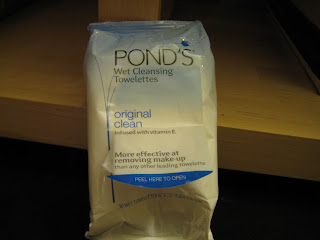 POND'S
Wet Cleansing
Towelettes
original
clean
infused with vitamin E
More effective at
removing make-up
than any other leading towelette
PEEL HERE TO OPEN